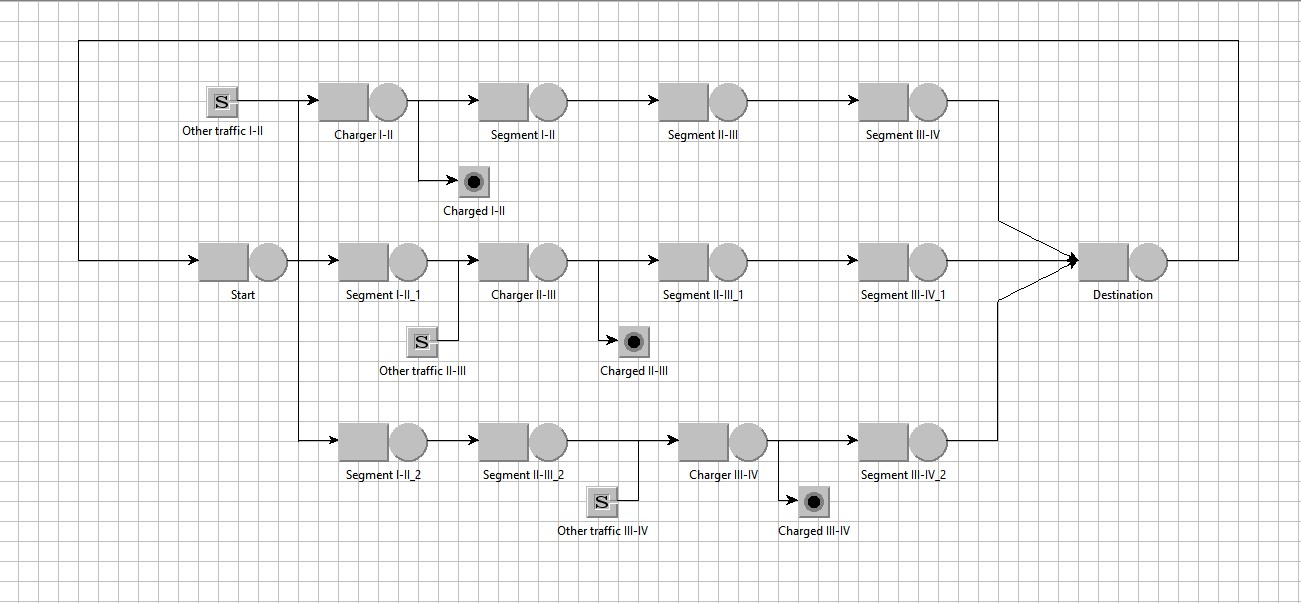 S
Other traffic I-II
Charger I-II
Segment I-II
Segment II-III
Segment III-IV
Charged I-II
Start
Segment I-II_1
Charger II-III
Segment II-III_1
Segment III-IV_1
Destination
S
Other traffic II-III
Charged II-III
Segment I-II_2
Segment II-III_2
Charger III-IV
Segment III-IV_2
S
Other traffic III-IV
Charged III-IV